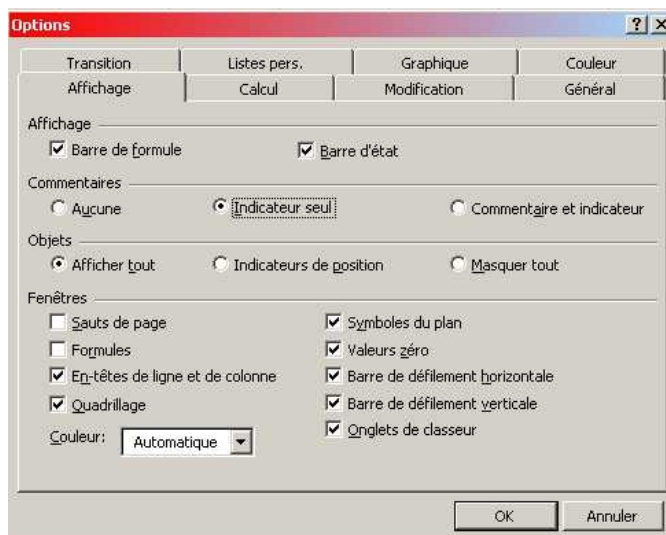 Options
Transition Listes pers. Graphique Couleur
Affichage Calcul Modification Général
Affichage
Barre de formule Barre d'état
Commentaires
Aucune Indicateur seul Commentaire et indicateur
Objets
Afficher tout Indicateurs de position Masquer tout
Fenêtres
Sauts de page Symboles du plan
Formules Valeurs zéro
En-têtes de ligne et de colonne Barre de défilement horizontale
Quadrillage Barre de défilement verticale
Couleur: Automatique Onglets de classeur
OK Annuler